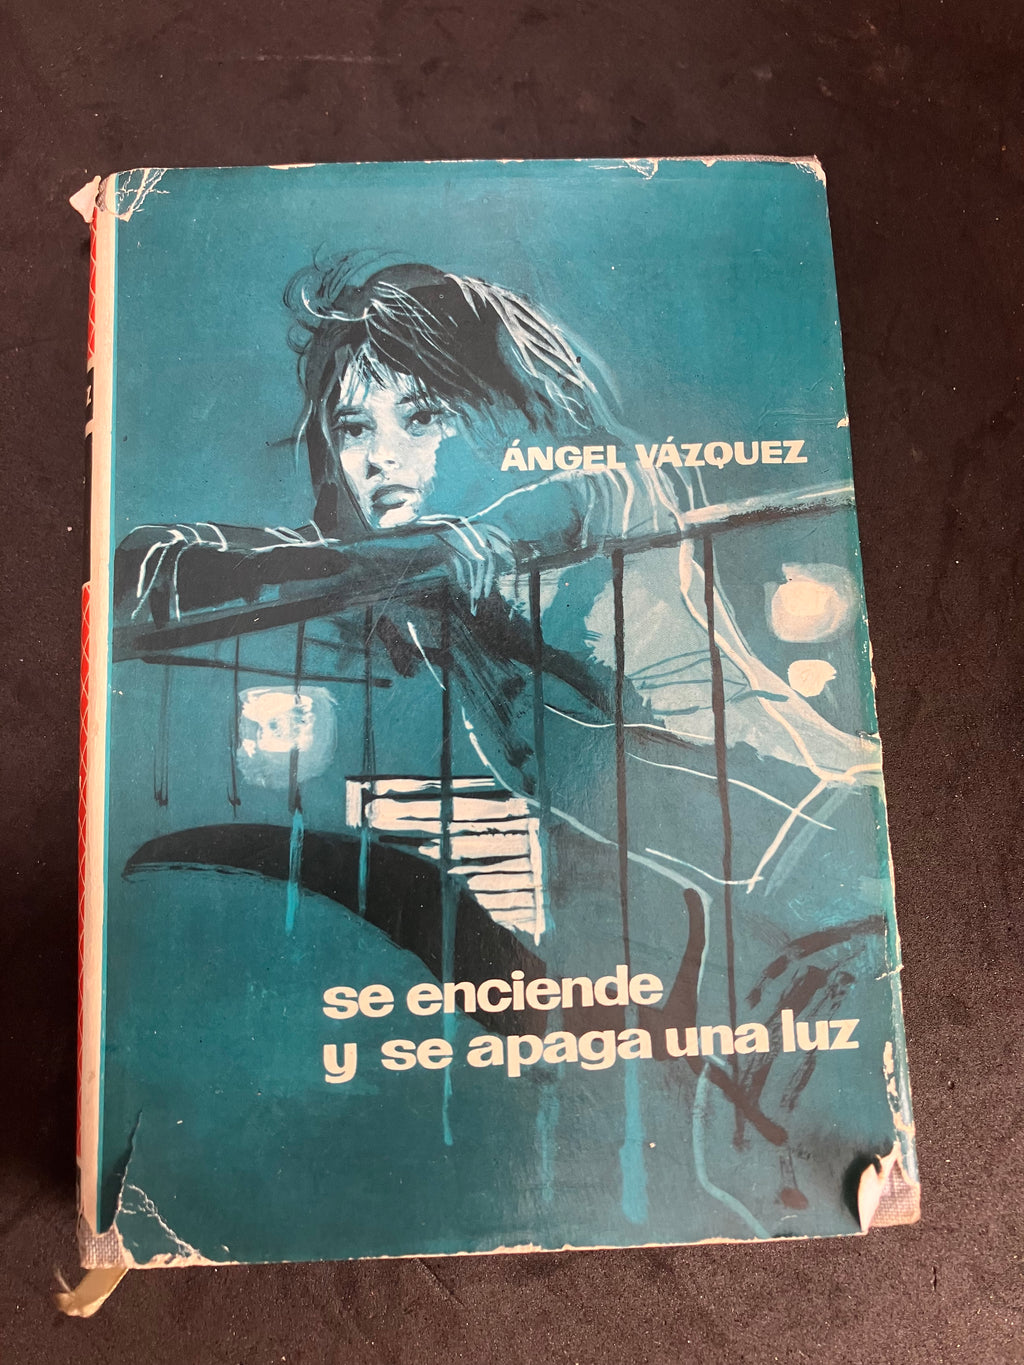 ÁNGEL VÁZQUEZ
se enciende
y se apaga una luz